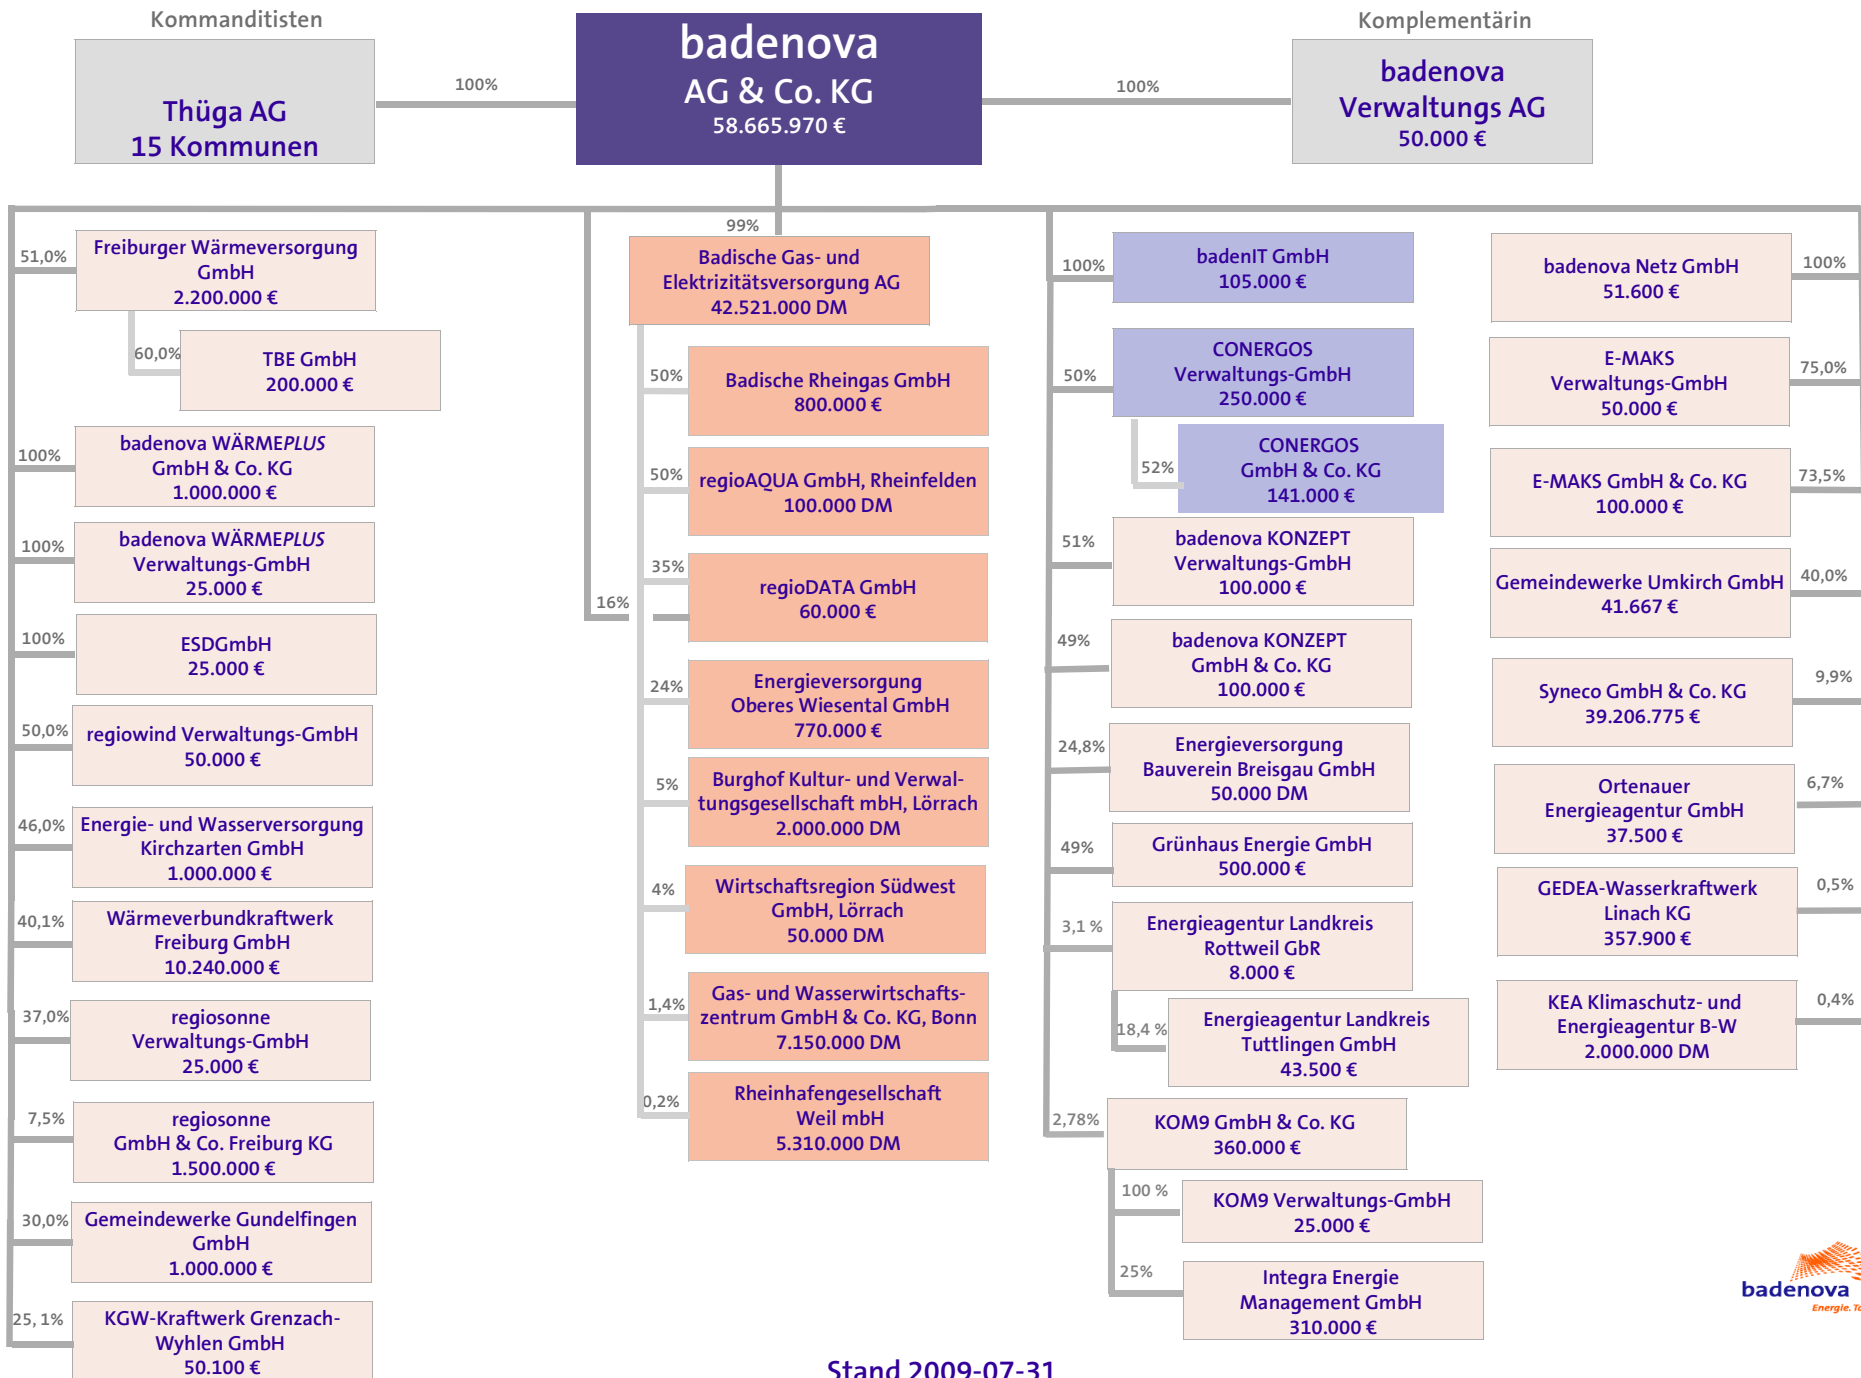 Kommanditisten
Thüga AG
15 Kommunen
100%
badenova
AG & Co. KG
58.665.970 €
100%
Komplementärin
badenova
Verwaltungs AG
50.000 €
51,0%
Freiburger Wärmeversorgung
GmbH
2.200.000 €
60,0%
TBE GmbH
200.000 €
100%
badenova WÄRMEPLUS
GmbH & Co. KG
1.000.000 €
100%
badenova WÄRMEPLUS
Verwaltungs-GmbH
25.000 €
100%
ESDGmbH
25.000 €
50,0%
regiowind Verwaltungs-GmbH
50.000 €
46,0%
Energie- und Wasserversorgung
Kirchzarten GmbH
1.000.000 €
40,1%
Wärmeverbundkraftwerk
Freiburg GmbH
10.240.000 €
37,0%
regiosonne
Verwaltungs-GmbH
25.000 €
7,5%
regiosonne
GmbH & Co. Freiburg KG
1.500.000 €
30,0%
Gemeindewerke Gundelfingen
GmbH
1.000.000 €
25, 1%
KGW-Kraftwerk Grenzach-
Wyhlen GmbH
50.100 €
99%
Badische Gas- und
Elektrizitätsversorgung AG
42.521.000 DM
50%
Badische Rheingas GmbH
800.000 €
50%
regioAQUA GmbH, Rheinfelden
100.000 DM
35%
16%
regioDATA GmbH
60.000 €
24%
Energieversorgung
Oberes Wiesental GmbH
770.000 €
5%
Burghof Kultur- und Verwal-
tungsgesellschaft mbH, Lörrach
2.000.000 DM
4%
Wirtschaftsregion Südwest
GmbH, Lörrach
50.000 DM
1,4%
Gas- und Wasserwirtschafts-
zentrum GmbH & Co. KG, Bonn
7.150.000 DM
0,2%
Rheinhafengesellschaft
Weil mbH
5.310.000 DM
100%
badenIT GmbH
105.000 €
50%
CONERGOS
Verwaltungs-GmbH
250.000 €
52%
CONERGOS
GmbH & Co. KG
141.000 €
51%
badenova KONZEPT
Verwaltungs-GmbH
100.000 €
49%
badenova KONZEPT
GmbH & Co. KG
100.000 €
24,8%
Energieversorgung
Bauverein Breisgau GmbH
50.000 DM
49%
Grünhaus Energie GmbH
500.000 €
3,1 %
Energieagentur Landkreis
Rottweil GbR
8.000 €
18,4 %
Energieagentur Landkreis
Tuttlingen GmbH
43.500 €
2,78%
KOM9 GmbH & Co. KG
360.000 €
100 %
KOM9 Verwaltungs-GmbH
25.000 €
25%
Integra Energie
Management GmbH
310.000 €
badenova Netz GmbH
51.600 €
100%
E-MAKS
Verwaltungs-GmbH
50.000 €
75,0%
E-MAKS GmbH & Co. KG
100.000 €
73,5%
Gemeindewerke Umkirch GmbH
41.667 €
40,0%
Syneco GmbH & Co. KG
39.206.775 €
9,9%
Ortenauer
Energieagentur GmbH
37.500 €
6,7%
GEDEA-Wasserkraftwerk
Linach KG
357.900 €
0,5%
KEA Klimaschutz- und
Energieagentur B-W
2.000.000 DM
0,4%
badenova
Energie.
Stand 2009-07-31